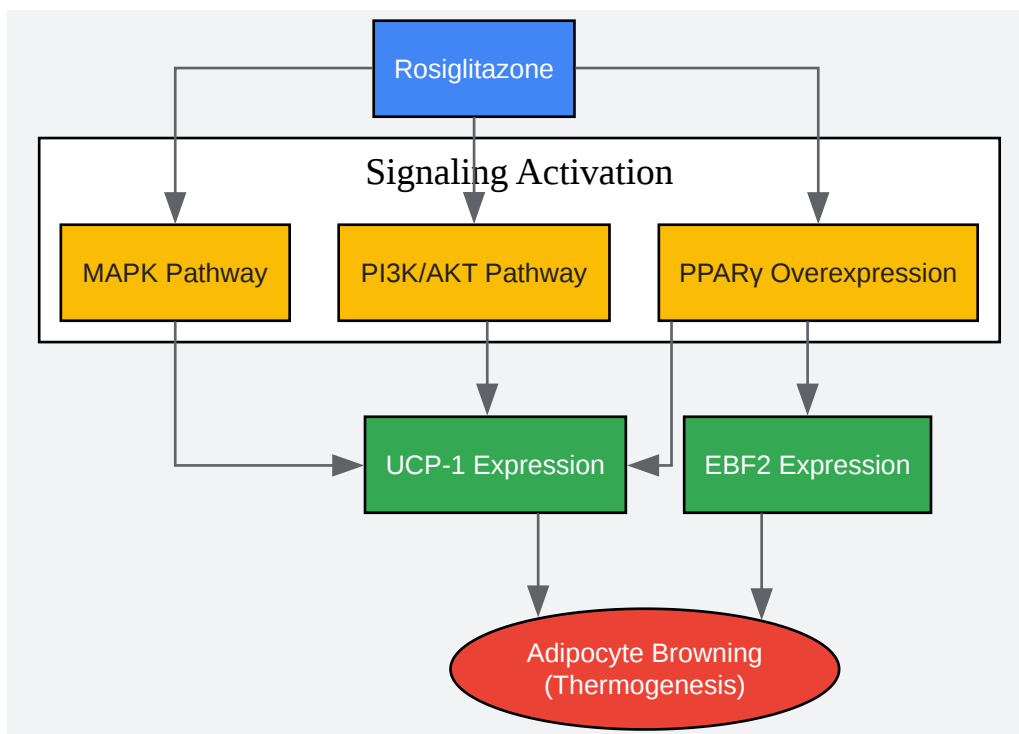 Rosiglitazone
Signaling Activation
MAPK Pathway
PI3K/AKT Pathway
PPARγ Overexpression
UCP-1 Expression
EBF2 Expression
Adipocyte Browning
(Thermogenesis)